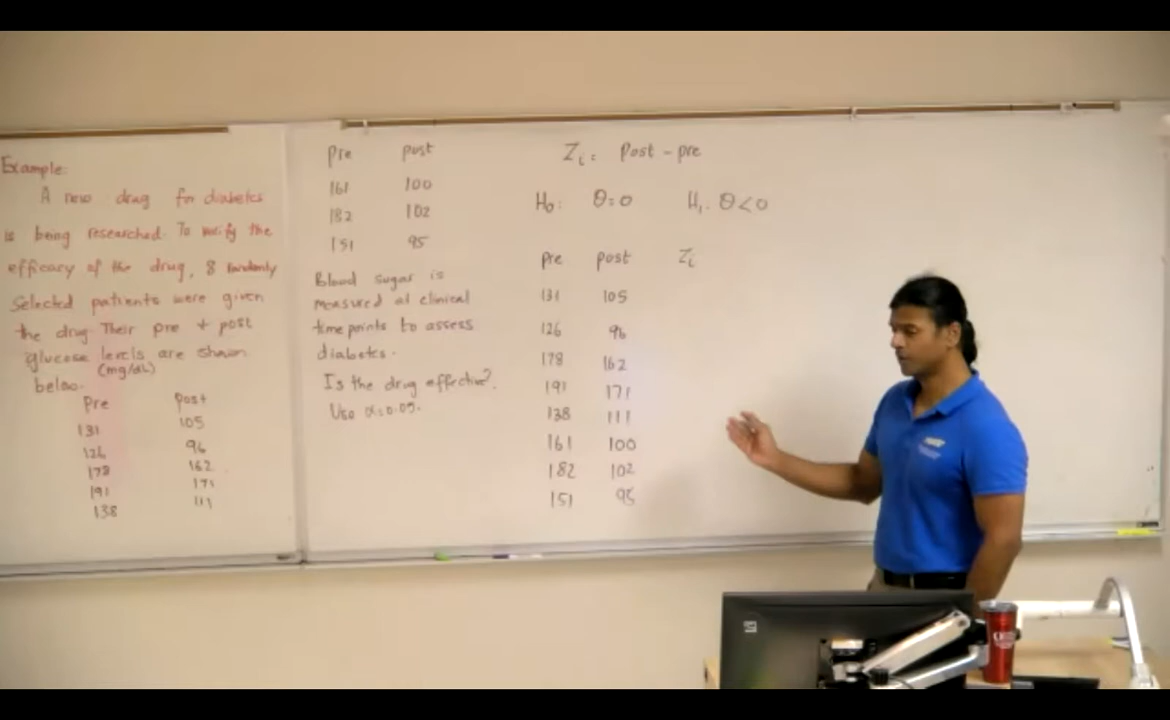 Example:
A new drug for diabetes
is being researched. To verify the
efficacy of the drug, 8 randomly
selected patients were given
the drug. Their pre + post
glucose levels are shown
(mg/dL)
below.
Pre Post
131 105
126 96
178 162
191 171
138 111
Pre post
161 100
182 102
151 95
Blood sugar is
measured at clinical
timepoints to assess
diabetes.
Is the drug effective?
Use α=0.05.
Zi = Post - pre
H0: θ=0 H1: θ<0
Pre post Zi
131 105
126 96
178 162
191 171
138 111
161 100
182 102
151 95